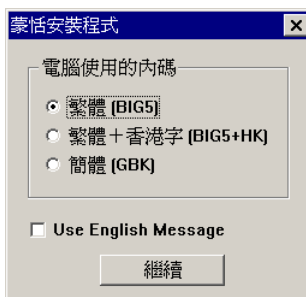 蒙恬安裝程式
電腦使用的內碼
繁體 (BIG5)
繁體＋香港字 (BIG5+HK)
簡體 (GBK)
Use English Message
繼續